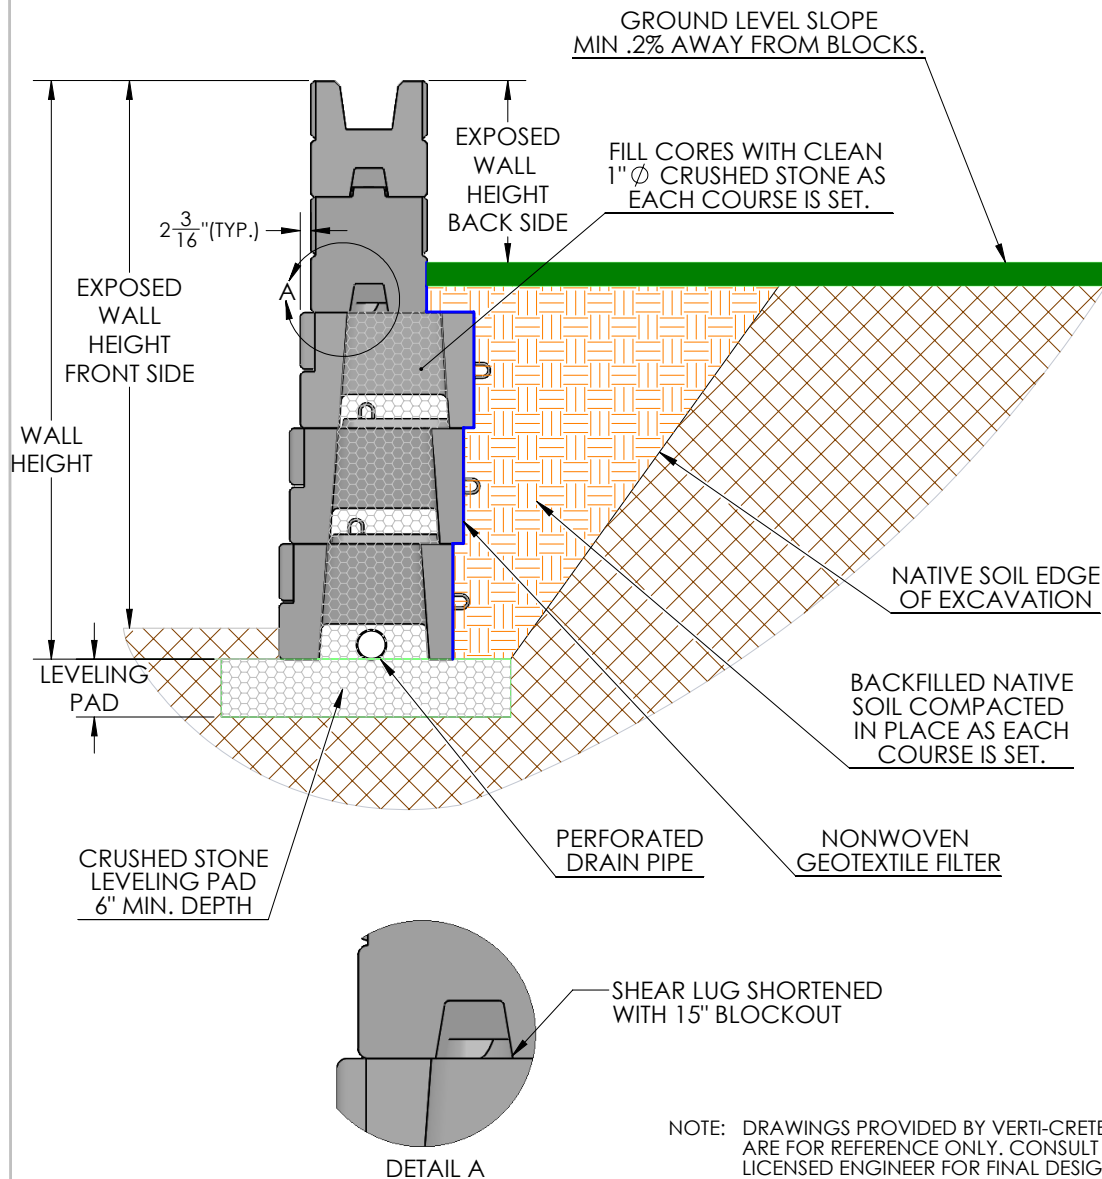 GROUND LEVEL SLOPE
MIN .2% AWAY FROM BLOCKS.
EXPOSED
WALL
HEIGHT
BACK SIDE
FILL CORES WITH CLEAN
1"∅ CRUSHED STONE AS
EACH COURSE IS SET.
2 3/16"(TYP.)
A
EXPOSED
WALL
HEIGHT
FRONT SIDE
WALL
HEIGHT
NATIVE SOIL EDGE
OF EXCAVATION
LEVELING
PAD
BACKFILLED NATIVE
SOIL COMPACTED
IN PLACE AS EACH
COURSE IS SET.
PERFORATED
DRAIN PIPE
NONWOVEN
GEOTEXTILE FILTER
CRUSHED STONE
LEVELING PAD
6" MIN. DEPTH
SHEAR LUG SHORTENED
WITH 15" BLOCKOUT
DETAIL A
NOTE: DRAWINGS PROVIDED BY VERTI-CRETE
ARE FOR REFERENCE ONLY. CONSULT
LICENSED ENGINEER FOR FINAL DESIG